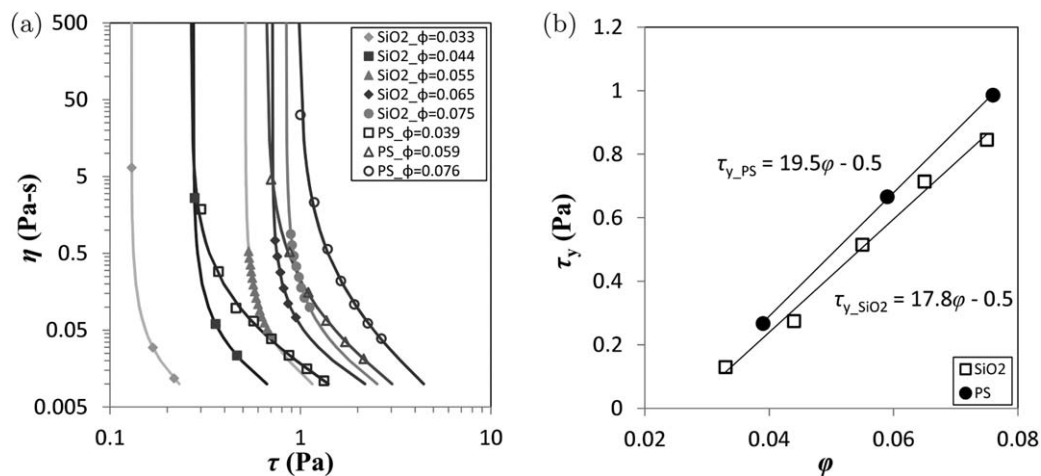 (a)
500
50
5
0.5
0.05
0.005
η (Pa-s)
0.1
1
10
τ (Pa)
SiO2_ϕ=0.033
SiO2_ϕ=0.044
SiO2_ϕ=0.055
SiO2_ϕ=0.065
SiO2_ϕ=0.075
PS_ϕ=0.039
PS_ϕ=0.059
PS_ϕ=0.076
(b)
1.2
1
0.8
0.6
0.4
0.2
0
τy (Pa)
τy_PS = 19.5φ - 0.5
τy_SiO2 = 17.8φ - 0.5
SiO2
PS
0.02
0.04
0.06
0.08
φ